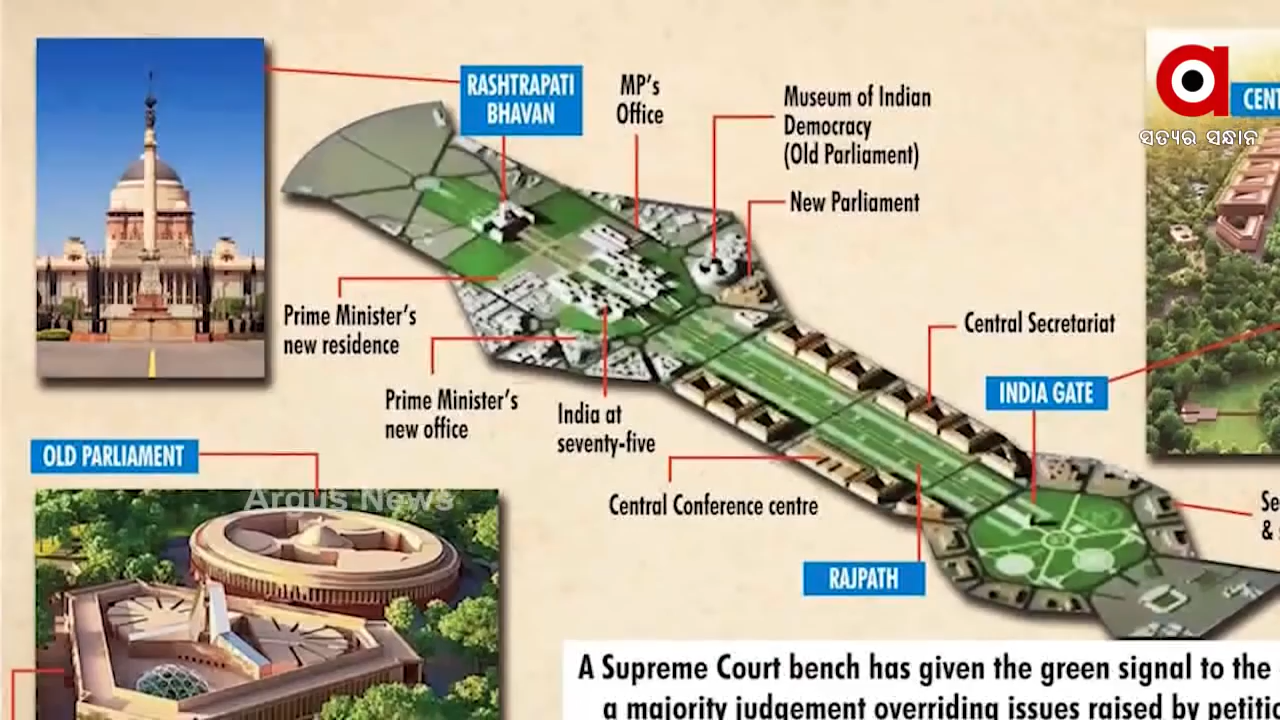 RASHTRAPATI
BHAVAN
MP's
Office
Museum of Indian
Democracy
(Old Parliament)
New Parliament
CENT
ସତ୍ୟର ସନ୍ଧାନ
Prime Minister's
new residence
Central Secretariat
INDIA GATE
Prime Minister's
new office
India at
seventy-five
OLD PARLIAMENT
Argus News
Central Conference centre
Se
&
RAJPATH
A Supreme Court bench has given the green signal to the
a majority judgement overriding issues raised by petitio